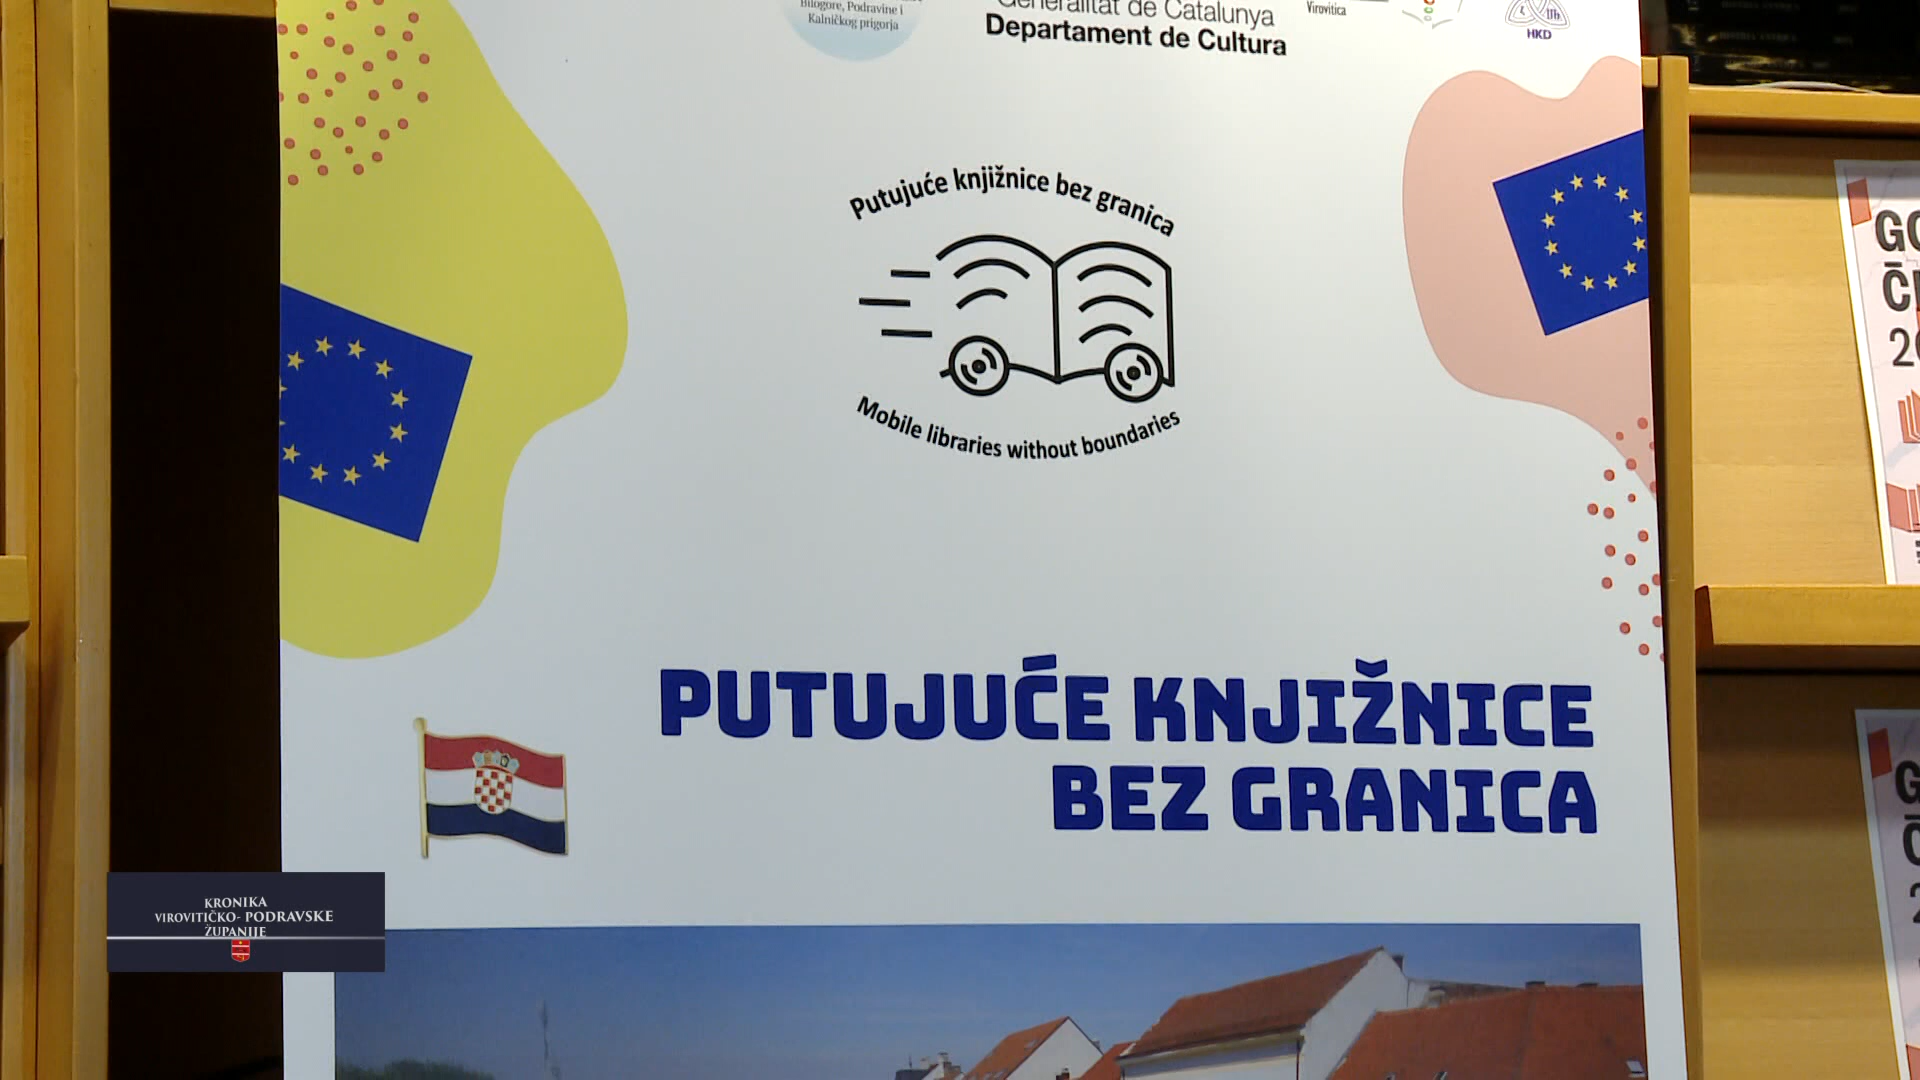 Bilogore, Podravine i
Kalničkog prigorja
Generalitat de Catalunya
Departament de Cultura
Virovitica
HKD
Putujuće knjižnice bez granica
Mobile libraries without boundaries
PUTUJUĆE KNJIŽNICE
BEZ GRANICA
KRONIKA
VIROVITIČKO- PODRAVSKE
ŽUPANIJE